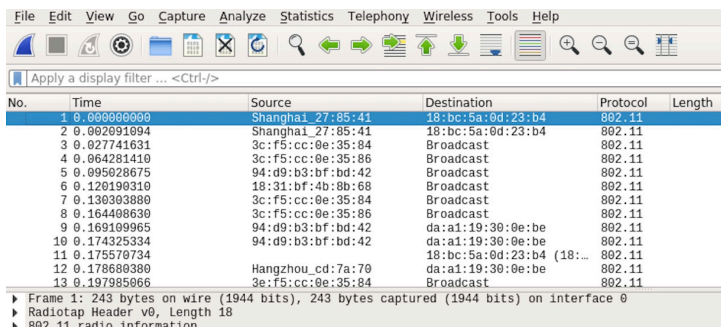 File Edit View Go Capture Analyze Statistics Telephony Wireless Tools Help
Apply a display filter ... <Ctrl-/>
No. Time Source Destination Protocol Length
1 0.000000000 Shanghai_27:85:41 18:bc:5a:0d:23:b4 802.11
2 0.002091094 Shanghai_27:85:41 18:bc:5a:0d:23:b4 802.11
3 0.027741631 3c:f5:cc:0e:35:84 Broadcast 802.11
4 0.064281410 3c:f5:cc:0e:35:86 Broadcast 802.11
5 0.095028675 94:d9:b3:bf:bd:42 Broadcast 802.11
6 0.120190310 18:31:bf:4b:8b:68 Broadcast 802.11
7 0.130303880 3c:f5:cc:0e:35:84 Broadcast 802.11
8 0.164408630 3c:f5:cc:0e:35:86 Broadcast 802.11
9 0.169109965 94:d9:b3:bf:bd:42 da:a1:19:30:0e:be 802.11
10 0.174325334 94:d9:b3:bf:bd:42 da:a1:19:30:0e:be 802.11
11 0.175570734 18:bc:5a:0d:23:b4 (18:… 802.11
12 0.178680380 Hangzhou_cd:7a:70 da:a1:19:30:0e:be 802.11
13 0.197985066 3e:f5:cc:0e:35:84 Broadcast 802.11
Frame 1: 243 bytes on wire (1944 bits), 243 bytes captured (1944 bits) on interface 0
Radiotap Header v0, Length 18
802.11 radio information